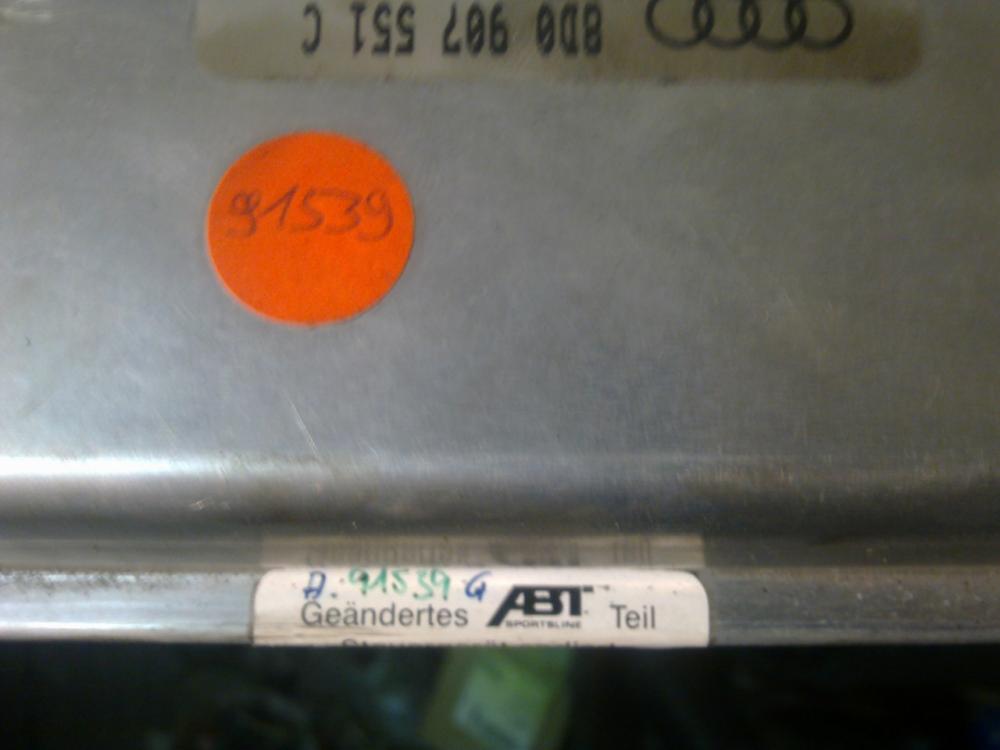 8D0 907 551 C
91539
A. 91539 G
Geändertes ABT Teil
SPORTSLINE